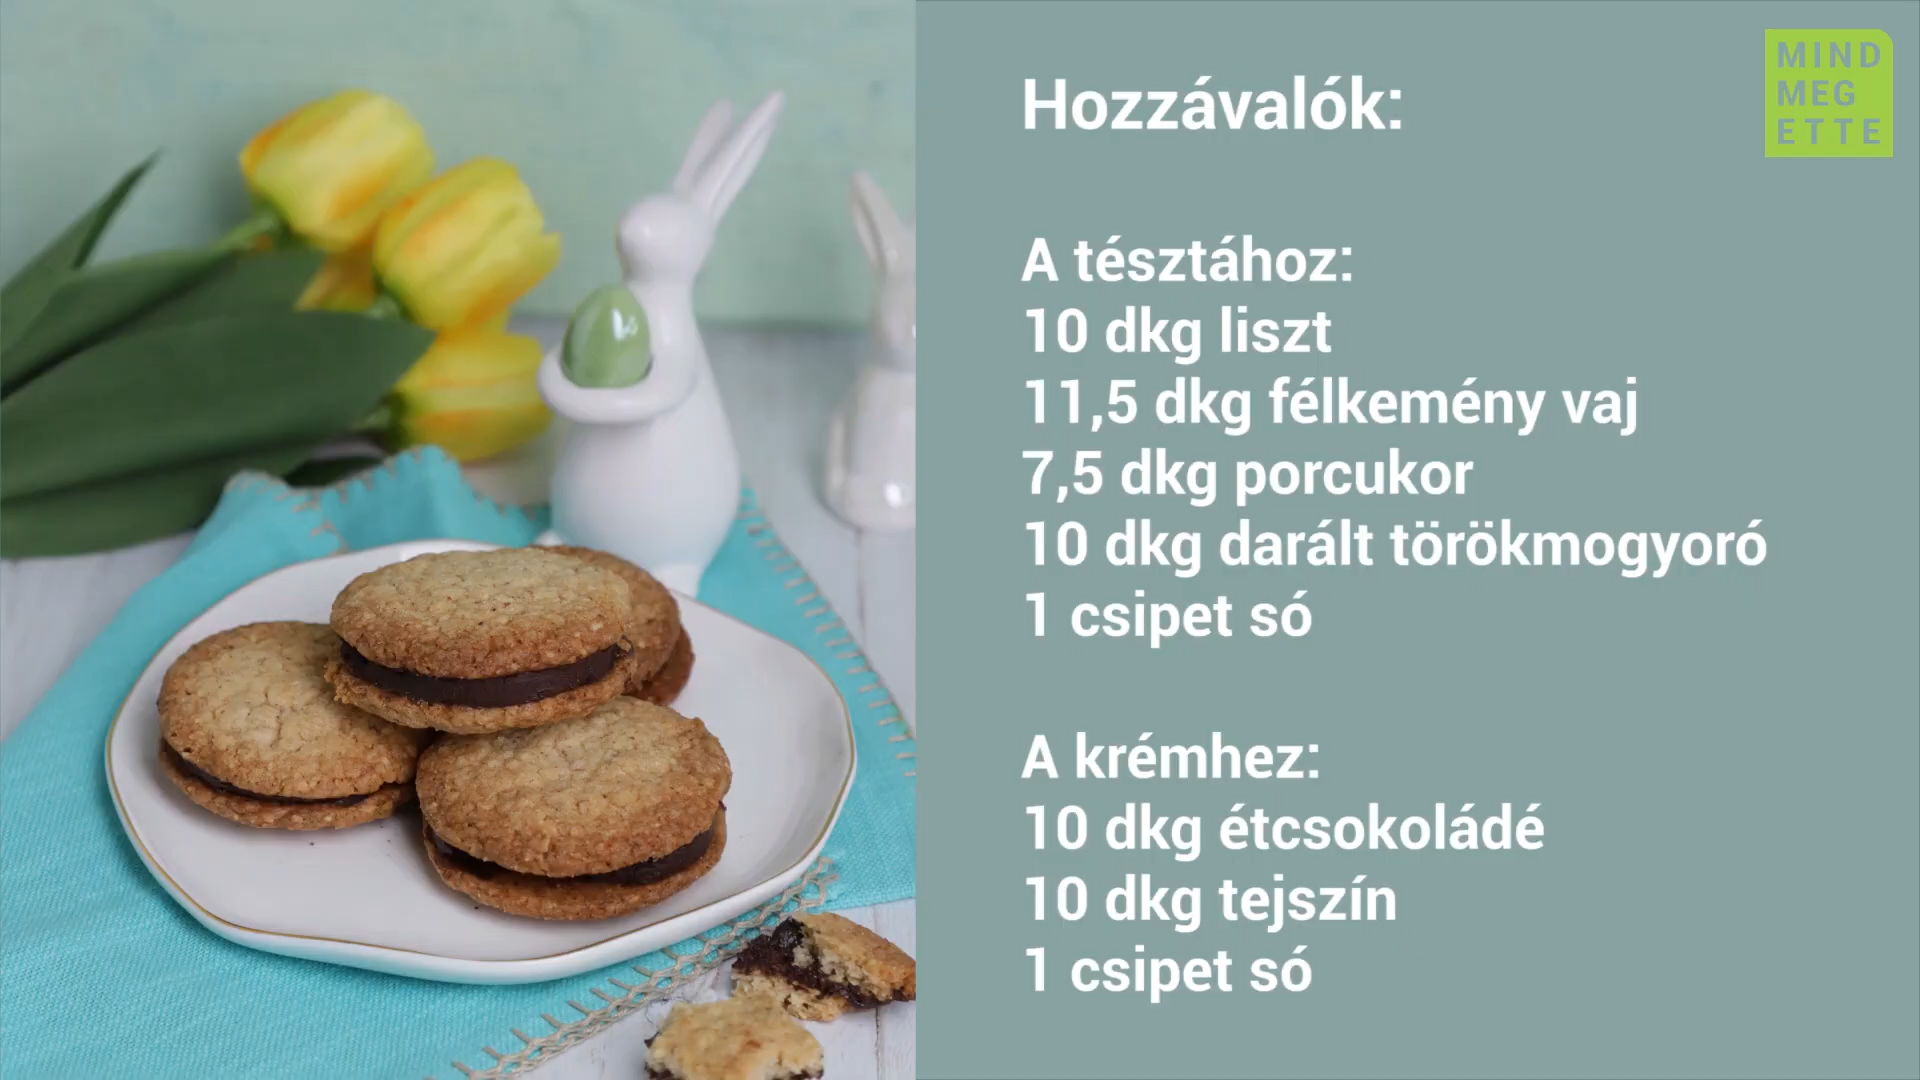 Hozzávalók:
MIND
MEG
ETTE
A tésztához:
10 dkg liszt
11,5 dkg félkemény vaj
7,5 dkg porcukor
10 dkg darált törökmogyoró
1 csipet só
A krémhez:
10 dkg étcsokoládé
10 dkg tejszín
1 csipet só